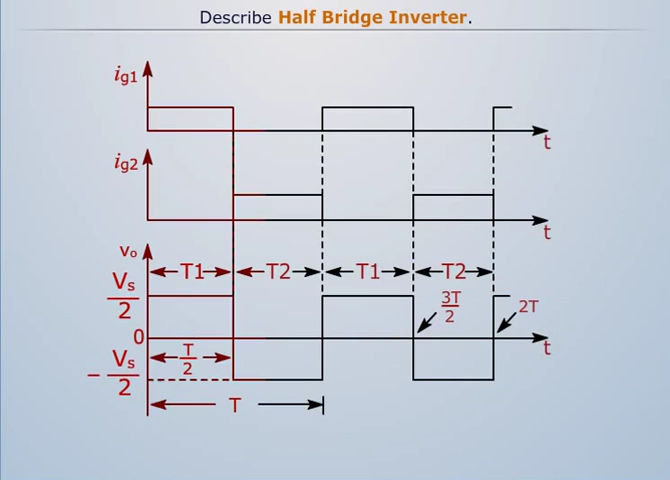 Describe Half Bridge Inverter.
ig1
t
ig2
t
vo
T1 T2 T1 T2
Vs/2
3T/2
2T
0
t
T/2
- Vs/2
T